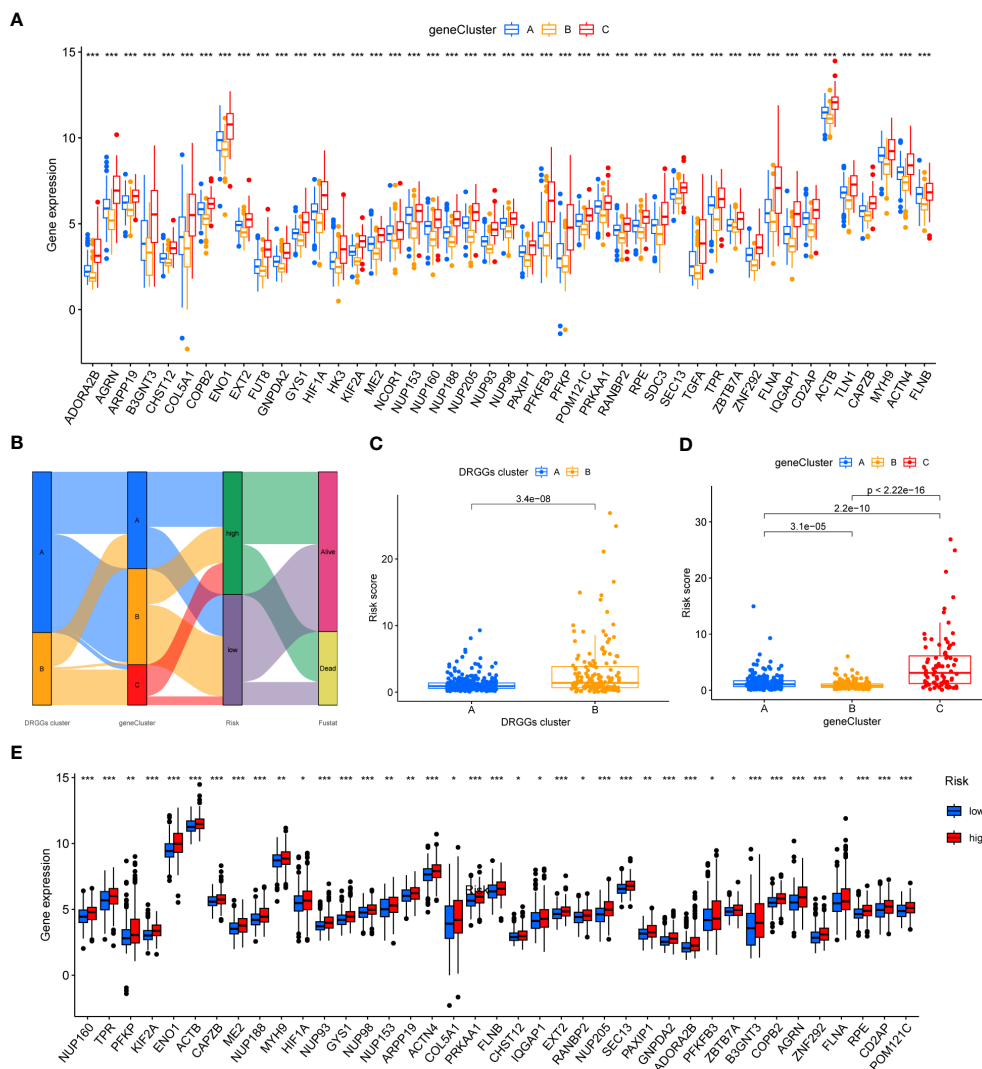 A
geneCluster A B C
*** *** *** *** *** *** *** *** *** *** *** *** *** *** *** *** *** *** *** *** *** *** *** *** *** *** *** *** *** *** *** *** *** *** *** *** *** *** *** *** *** *** *** ***
Gene expression
15
10
5
0
ADORA2B AGRN ARPP19 B3GNT3 CHST12 COL5A1 COPB2 ENO1 EXT2 FUT8 GNPDA2 GYS1 HIF1A HK3 KIF2A ME2 NCOR1 NUP153 NUP160 NUP188 NUP205 NUP93 NUP98 PAXIP1 PFKFB3 PFKP POM121C PRKAA1 RANBP2 RPE SDC3 SEC13 TGFA TPR ZBTB7A ZNF292 FLNA IQGAP1 CD2AP ACTB TLN1 CAPZB MYH9 ACTN4 FLNB
B
A
B
A
B
C
high
low
Alive
Dead
DRGGs cluster geneCluster Risk Fustat
C
DRGGs cluster A B
3.4e-08
Risk score
20
10
0
A B
DRGGs cluster
D
geneCluster A B C
p < 2.22e-16
2.2e-10
3.1e-05
Risk score
30
20
10
0
A B C
geneCluster
E
*** *** ** *** *** *** *** *** *** ** * *** *** *** ** ** *** * *** *** * * *** * *** *** ** *** *** * * *** *** *** *** * *** *** ***
Gene expression
15
10
5
0
Risk
Risk
low
high
NUP160 TPR PFKP KIF2A ENO1 ACTB CAPZB ME2 NUP188 MYH9 HIF1A NUP93 GYS1 NUP98 NUP153 ARPP19 ACTN4 COL5A1 PRKAA1 FLNB CHST12 IQGAP1 EXT2 RANBP2 NUP205 SEC13 PAXIP1 GNPDA2 ADORA2B PFKFB3 ZBTB7A B3GNT3 COPB2 AGRN ZNF292 FLNA RPE CD2AP POM121C